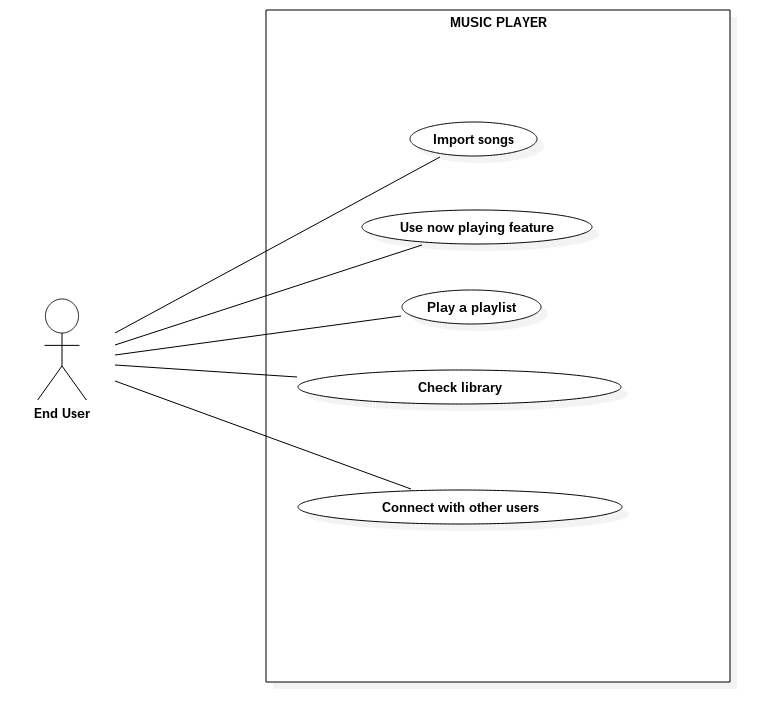 MUSIC PLAYER
Import songs
Use now playing feature
Play a playlist
Check library
End User
Connect with other users